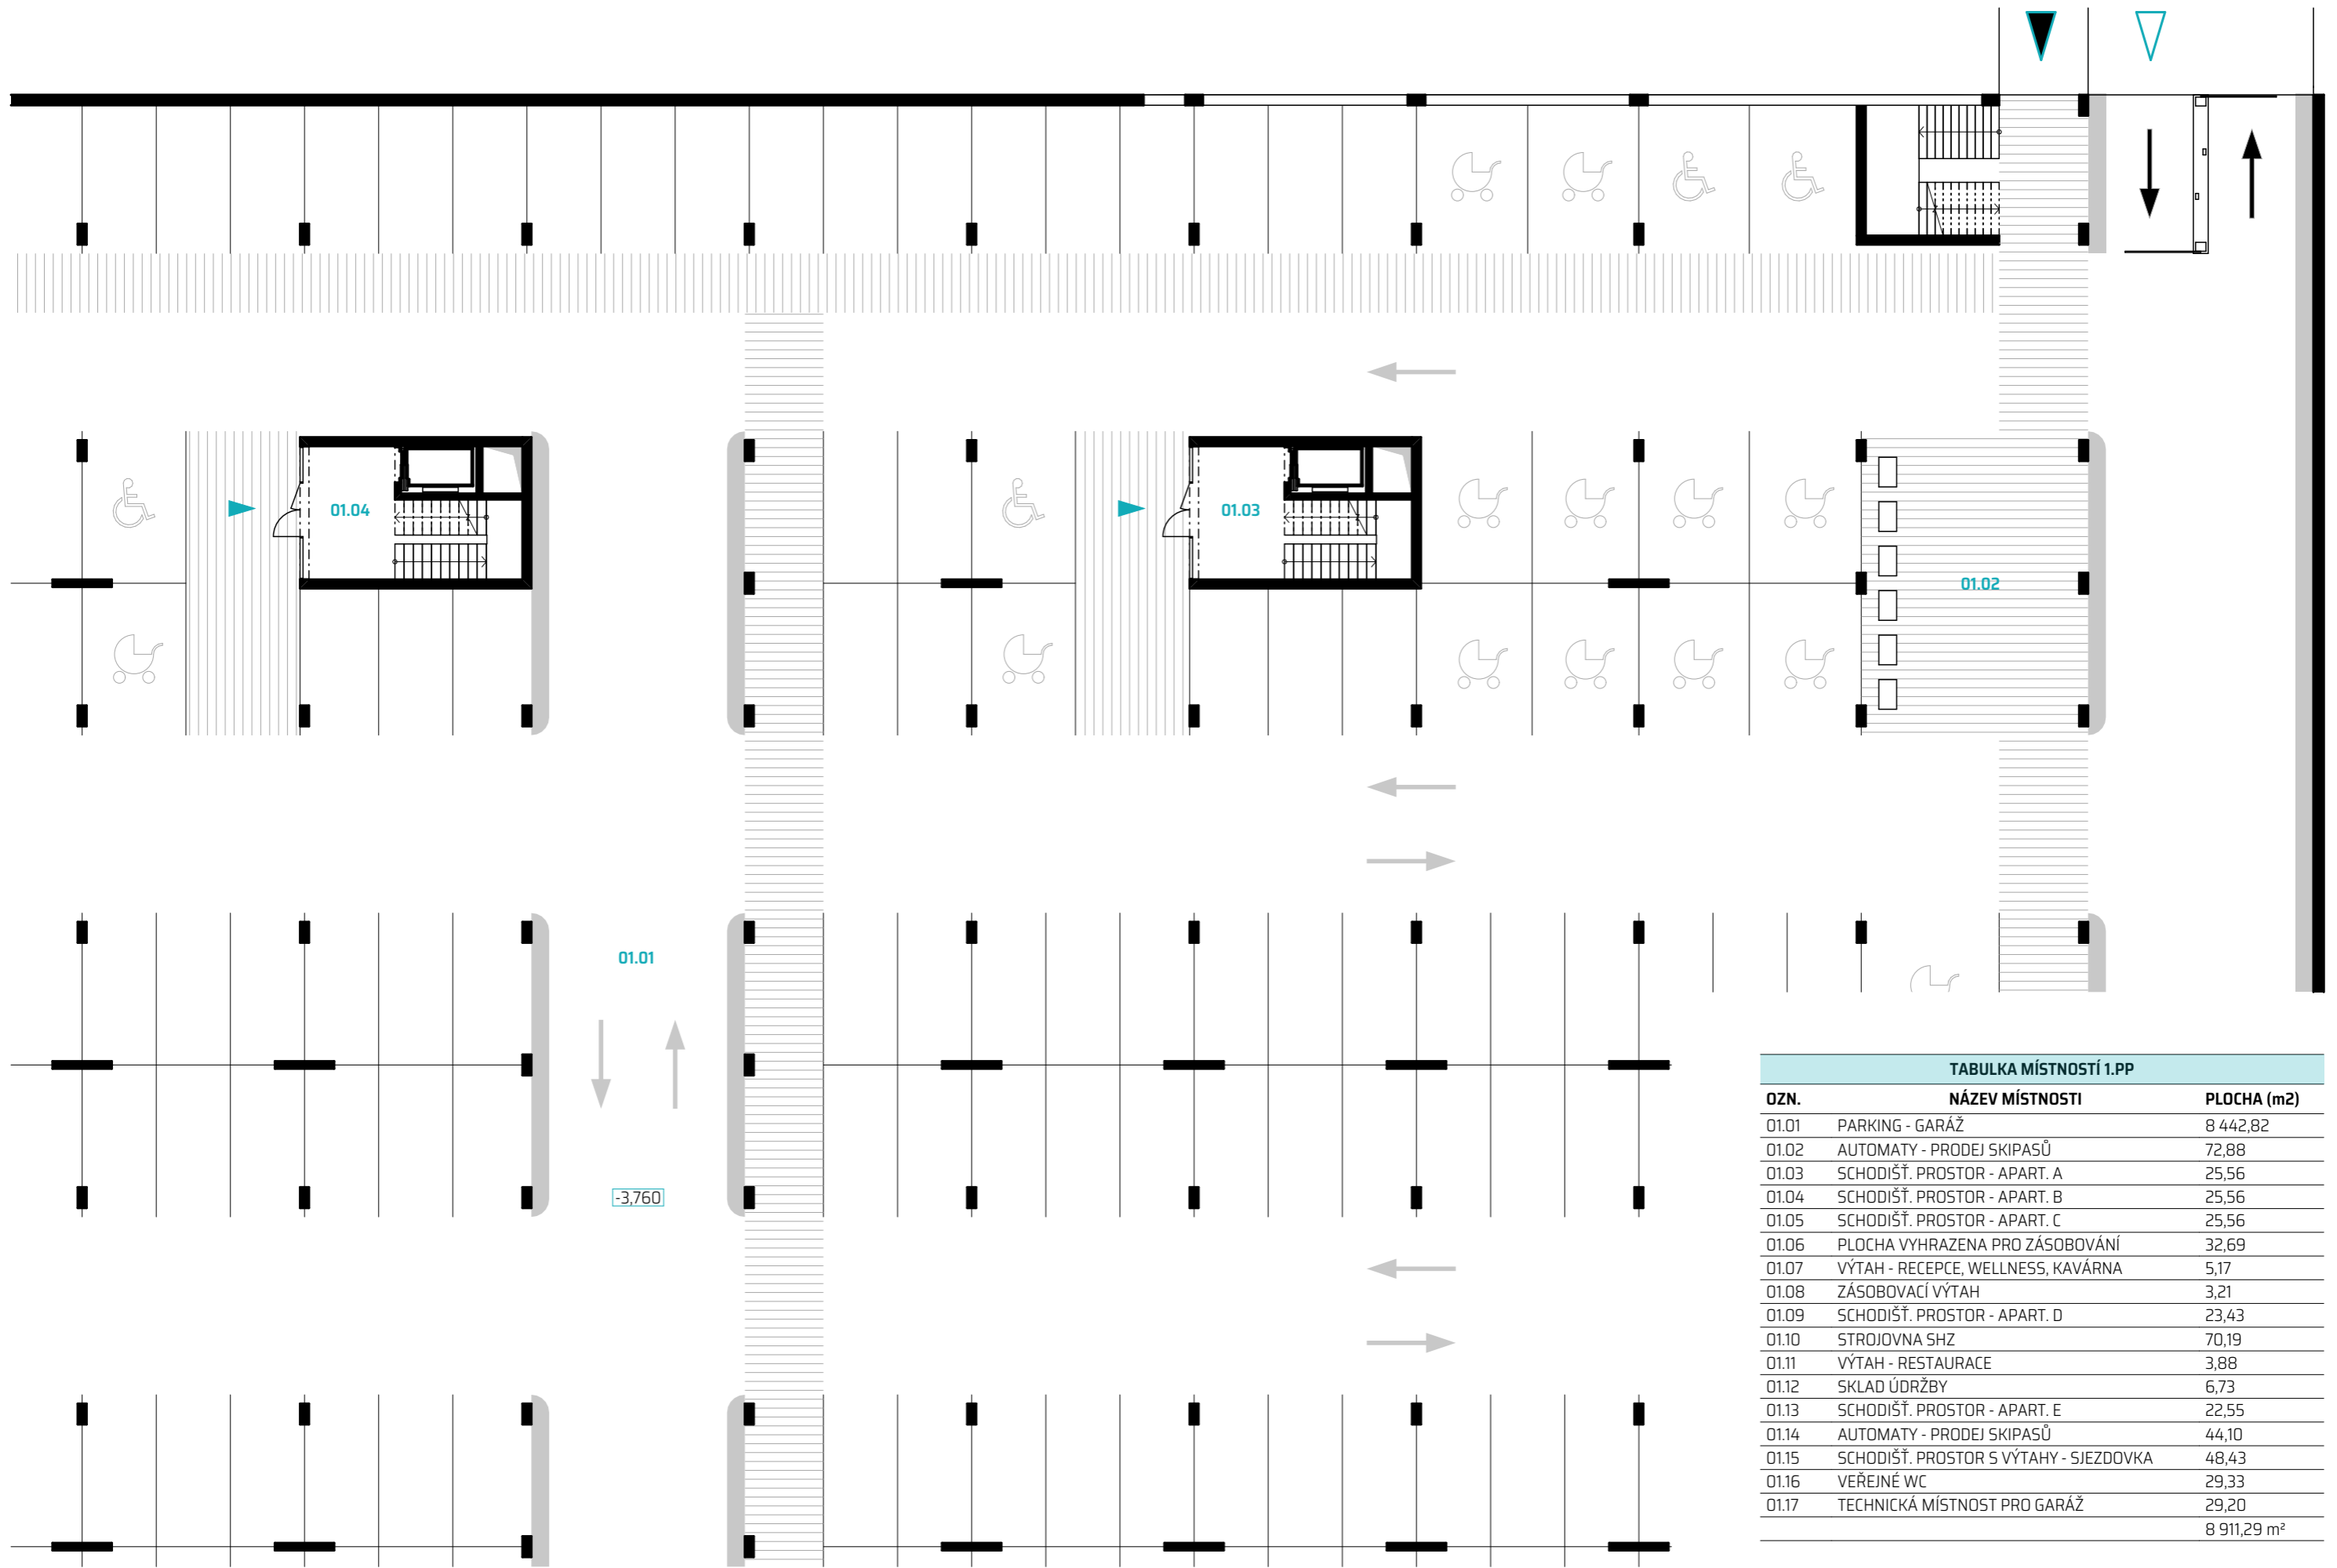 01.04
01.03
01.02
01.01
-3,760
TABULKA MÍSTNOSTÍ 1.PP
OZN. NÁZEV MÍSTNOSTI PLOCHA (m2)
01.01 PARKING - GARÁŽ 8 442,82
01.02 AUTOMATY - PRODEJ SKIPASŮ 72,88
01.03 SCHODIŠŤ. PROSTOR - APART. A 25,56
01.04 SCHODIŠŤ. PROSTOR - APART. B 25,56
01.05 SCHODIŠŤ. PROSTOR - APART. C 25,56
01.06 PLOCHA VYHRAZENA PRO ZÁSOBOVÁNÍ 32,69
01.07 VÝTAH - RECEPCE, WELLNESS, KAVÁRNA 5,17
01.08 ZÁSOBOVACÍ VÝTAH 3,21
01.09 SCHODIŠŤ. PROSTOR - APART. D 23,43
01.10 STROJOVNA SHZ 70,19
01.11 VÝTAH - RESTAURACE 3,88
01.12 SKLAD ÚDRŽBY 6,73
01.13 SCHODIŠŤ. PROSTOR - APART. E 22,55
01.14 AUTOMATY - PRODEJ SKIPASŮ 44,10
01.15 SCHODIŠŤ. PROSTOR S VÝTAHY - SJEZDOVKA 48,43
01.16 VEŘEJNÉ WC 29,33
01.17 TECHNICKÁ MÍSTNOST PRO GARÁŽ 29,20
8 911,29 m²